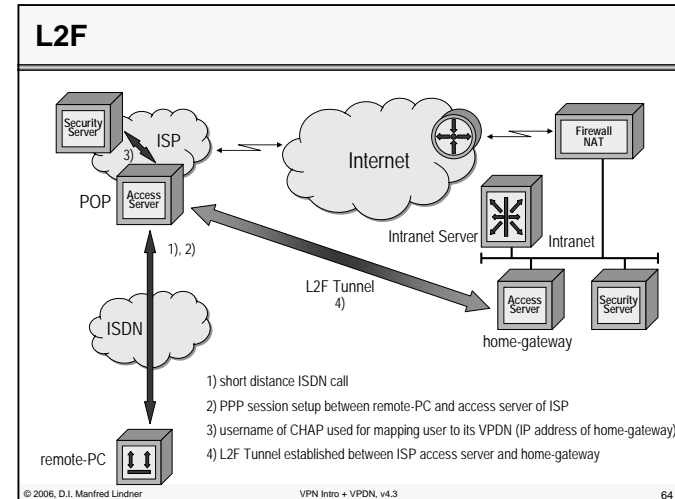 L2F
Security
Server
ISP
3)
Internet
Firewall
NAT
POP
Access
Server
Intranet Server
Intranet
1), 2)
L2F Tunnel
4)
Access
Server
Security
Server
ISDN
home-gateway
1) short distance ISDN call
2) PPP session setup between remote-PC and access server of ISP
3) username of CHAP used for mapping user to its VPDN (IP address of home-gateway)
4) L2F Tunnel established between ISP access server and home-gateway
remote-PC
© 2006, D.I. Manfred Lindner
VPN Intro + VPDN, v4.3
64